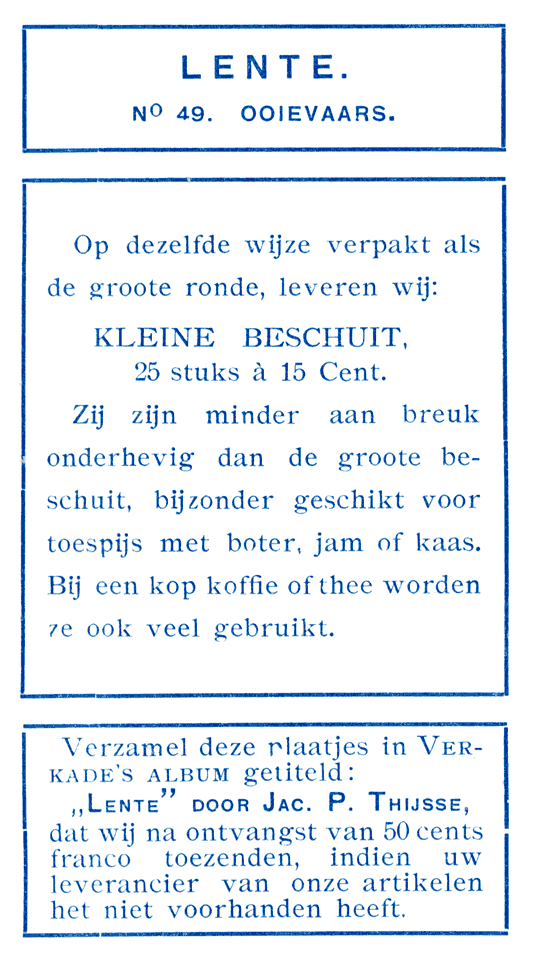 LENTE.
Nº 49. OOIEVAARS.
Op dezelfde wijze verpakt als
de groote ronde, leveren wij:
KLEINE BESCHUIT,
25 stuks à 15 Cent.
Zij zijn minder aan breuk
onderhevig dan de groote be-
schuit, bijzonder geschikt voor
toespijs met boter, jam of kaas.
Bij een kop koffie of thee worden
ze ook veel gebruikt.
Verzamel deze plaatjes in VER-
KADE'S ALBUM getiteld:
„LENTE” DOOR JAC. P. THIJSSE,
dat wij na ontvangst van 50 cents
franco toezenden, indien uw
leverancier van onze artikelen
het niet voorhanden heeft.